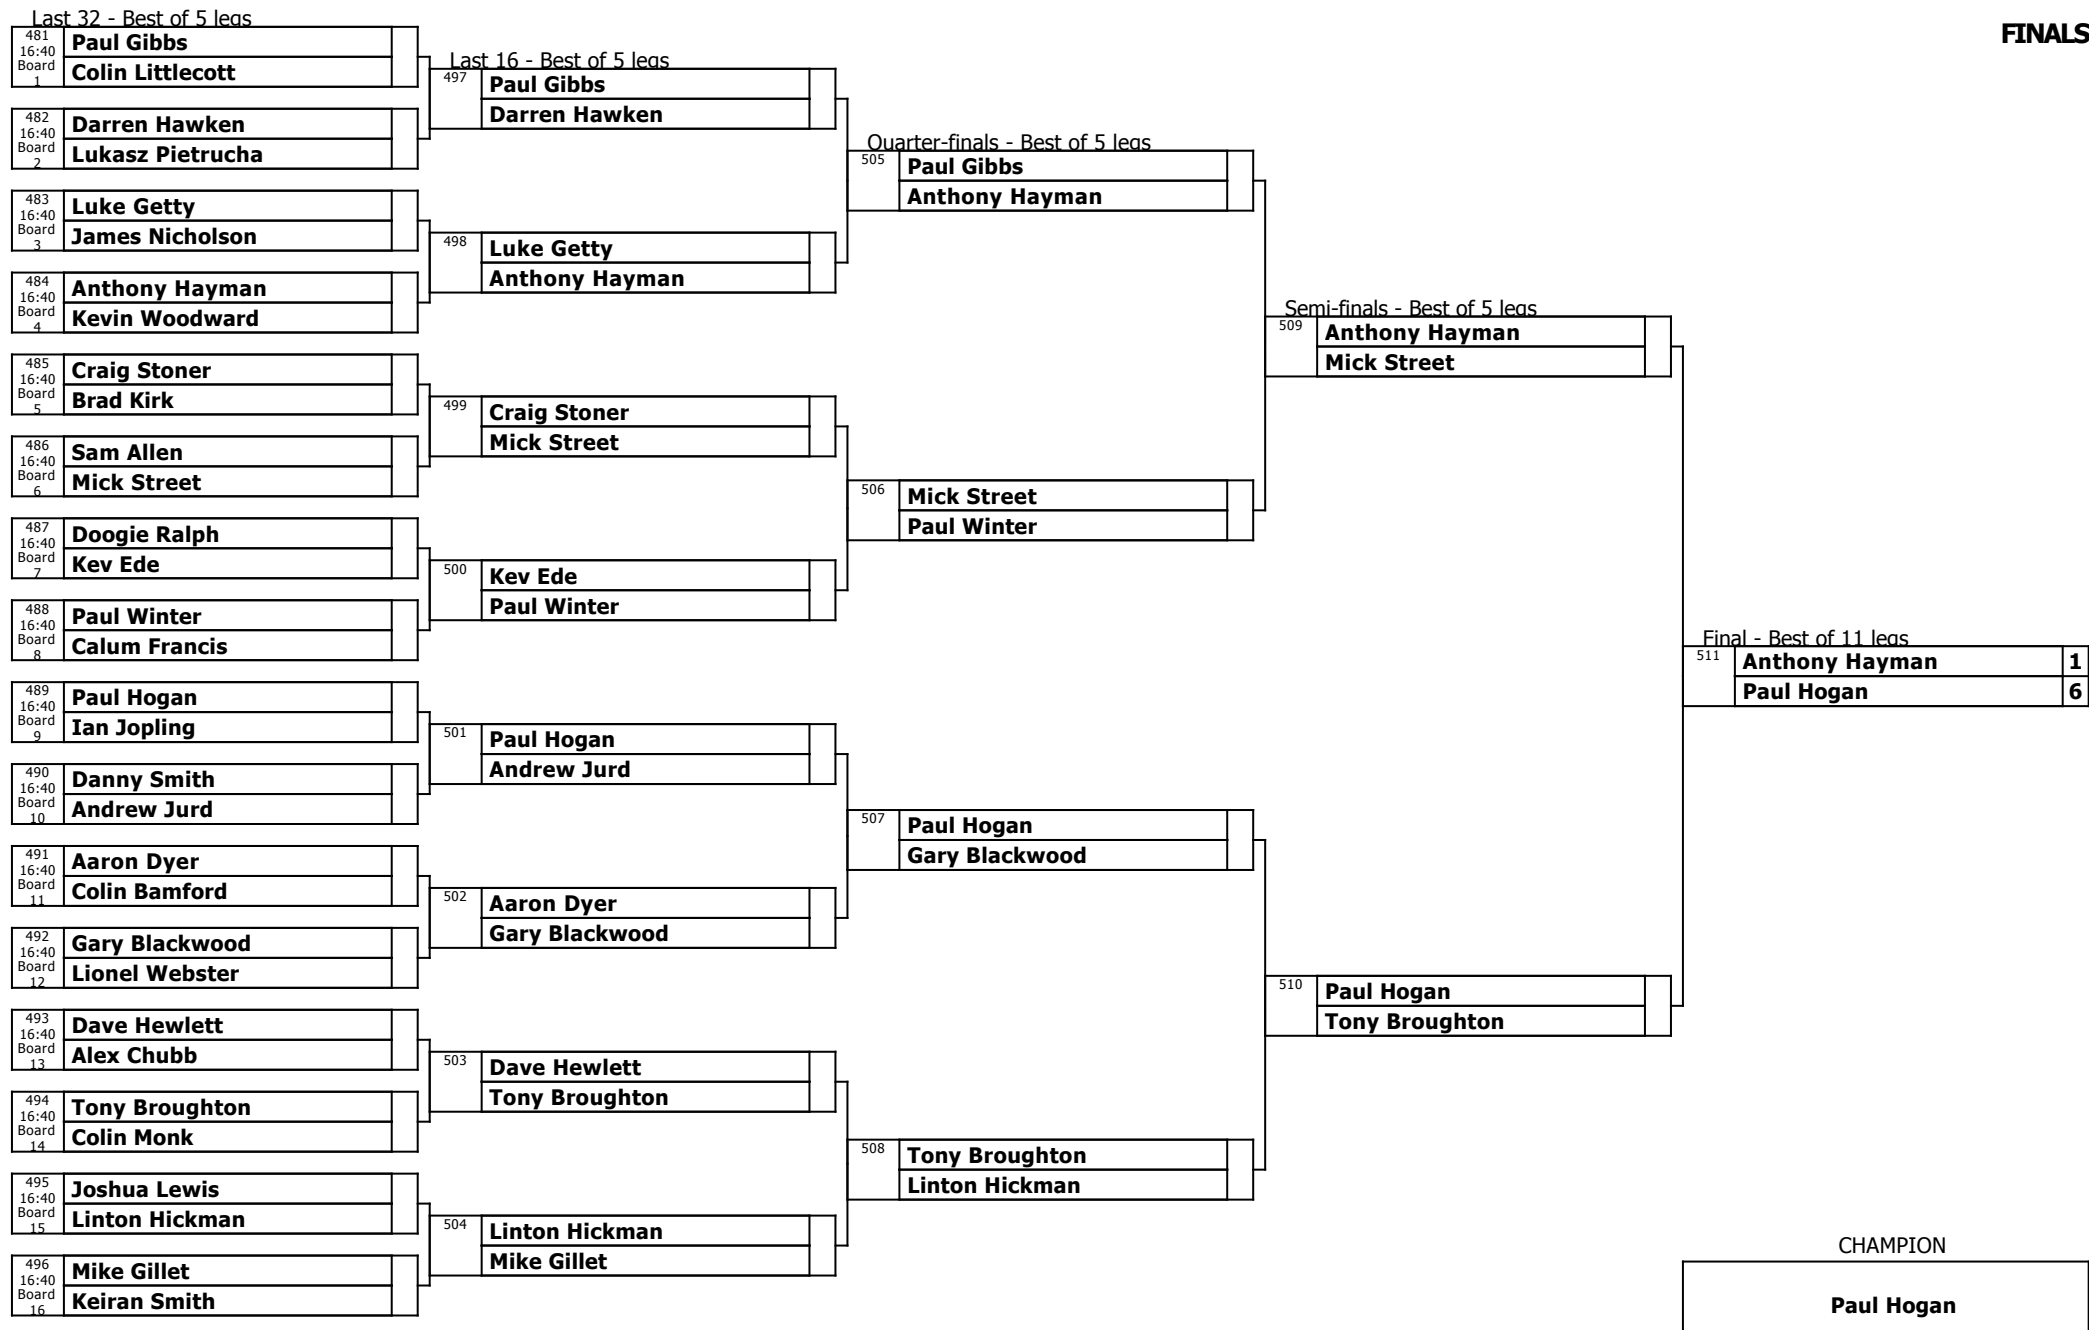 Last 32 - Best of 5 legs
FINALS
481
16:40
Board
1
Paul Gibbs
Colin Littlecott
482
16:40
Board
2
Darren Hawken
Lukasz Pietrucha
483
16:40
Board
3
Luke Getty
James Nicholson
484
16:40
Board
4
Anthony Hayman
Kevin Woodward
485
16:40
Board
5
Craig Stoner
Brad Kirk
486
16:40
Board
6
Sam Allen
Mick Street
487
16:40
Board
7
Doogie Ralph
Kev Ede
488
16:40
Board
8
Paul Winter
Calum Francis
489
16:40
Board
9
Paul Hogan
Ian Jopling
490
16:40
Board
10
Danny Smith
Andrew Jurd
491
16:40
Board
11
Aaron Dyer
Colin Bamford
492
16:40
Board
12
Gary Blackwood
Lionel Webster
493
16:40
Board
13
Dave Hewlett
Alex Chubb
494
16:40
Board
14
Tony Broughton
Colin Monk
495
16:40
Board
15
Joshua Lewis
Linton Hickman
496
16:40
Board
16
Mike Gillet
Keiran Smith
Last 16 - Best of 5 legs
497
Paul Gibbs
Darren Hawken
498
Luke Getty
Anthony Hayman
499
Craig Stoner
Mick Street
500
Kev Ede
Paul Winter
501
Paul Hogan
Andrew Jurd
502
Aaron Dyer
Gary Blackwood
503
Dave Hewlett
Tony Broughton
504
Linton Hickman
Mike Gillet
Quarter-finals - Best of 5 legs
505
Paul Gibbs
Anthony Hayman
506
Mick Street
Paul Winter
507
Paul Hogan
Gary Blackwood
508
Tony Broughton
Linton Hickman
Semi-finals - Best of 5 legs
509
Anthony Hayman
Mick Street
510
Paul Hogan
Tony Broughton
Final - Best of 11 legs
511
Anthony Hayman 1
Paul Hogan 6
CHAMPION
Paul Hogan